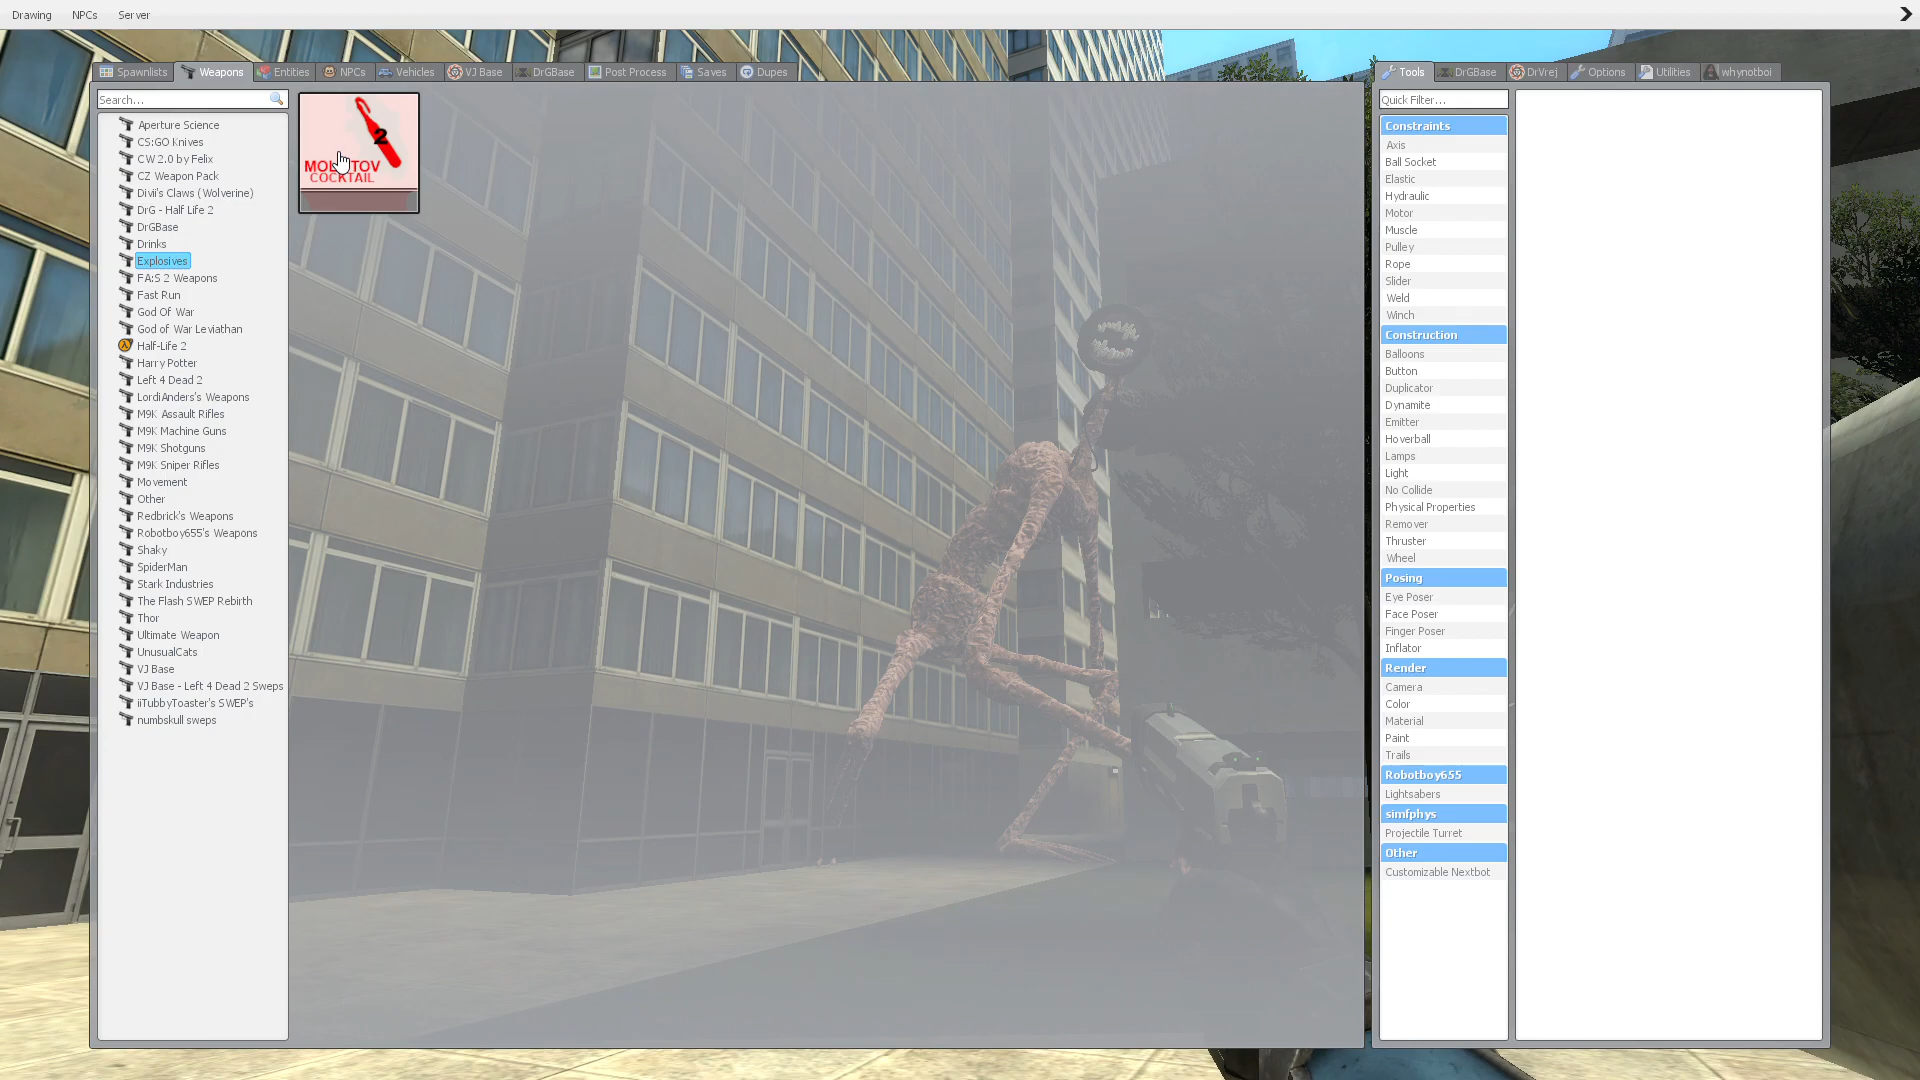 Drawing NPCs Server
Spawnlists Weapons Entities NPCs Vehicles VJ Base DrGBase Post Process Saves Dupes
Tools DrGBase DrVrej Options Utilities whynotboi
Search...
Aperture Science
CS:GO Knives
CW 2.0 by Felix
CZ Weapon Pack
Divii's Claws (Wolverine)
DrG - Half Life 2
DrGBase
Drinks
Explosives
FA:S 2 Weapons
Fast Run
God Of War
God of War Leviathan
Half-Life 2
Harry Potter
Left 4 Dead 2
LordiAnders's Weapons
M9K Assault Rifles
M9K Machine Guns
M9K Shotguns
M9K Sniper Rifles
Movement
Other
Redbrick's Weapons
Robotboy655's Weapons
Shaky
SpiderMan
Stark Industries
The Flash SWEP Rebirth
Thor
Ultimate Weapon
UnusualCats
VJ Base
VJ Base - Left 4 Dead 2 Sweps
iiTubbyToaster's SWEP's
numbskull sweps
2
MOLOTOV
COCKTAIL
Quick Filter...
Constraints
Axis
Ball Socket
Elastic
Hydraulic
Motor
Muscle
Pulley
Rope
Slider
Weld
Winch
Construction
Balloons
Button
Duplicator
Dynamite
Emitter
Hoverball
Lamps
Light
No Collide
Physical Properties
Remover
Thruster
Wheel
Posing
Eye Poser
Face Poser
Finger Poser
Inflator
Render
Camera
Color
Material
Paint
Trails
Robotboy655
Lightsabers
simfphys
Projectile Turret
Other
Customizable Nextbot